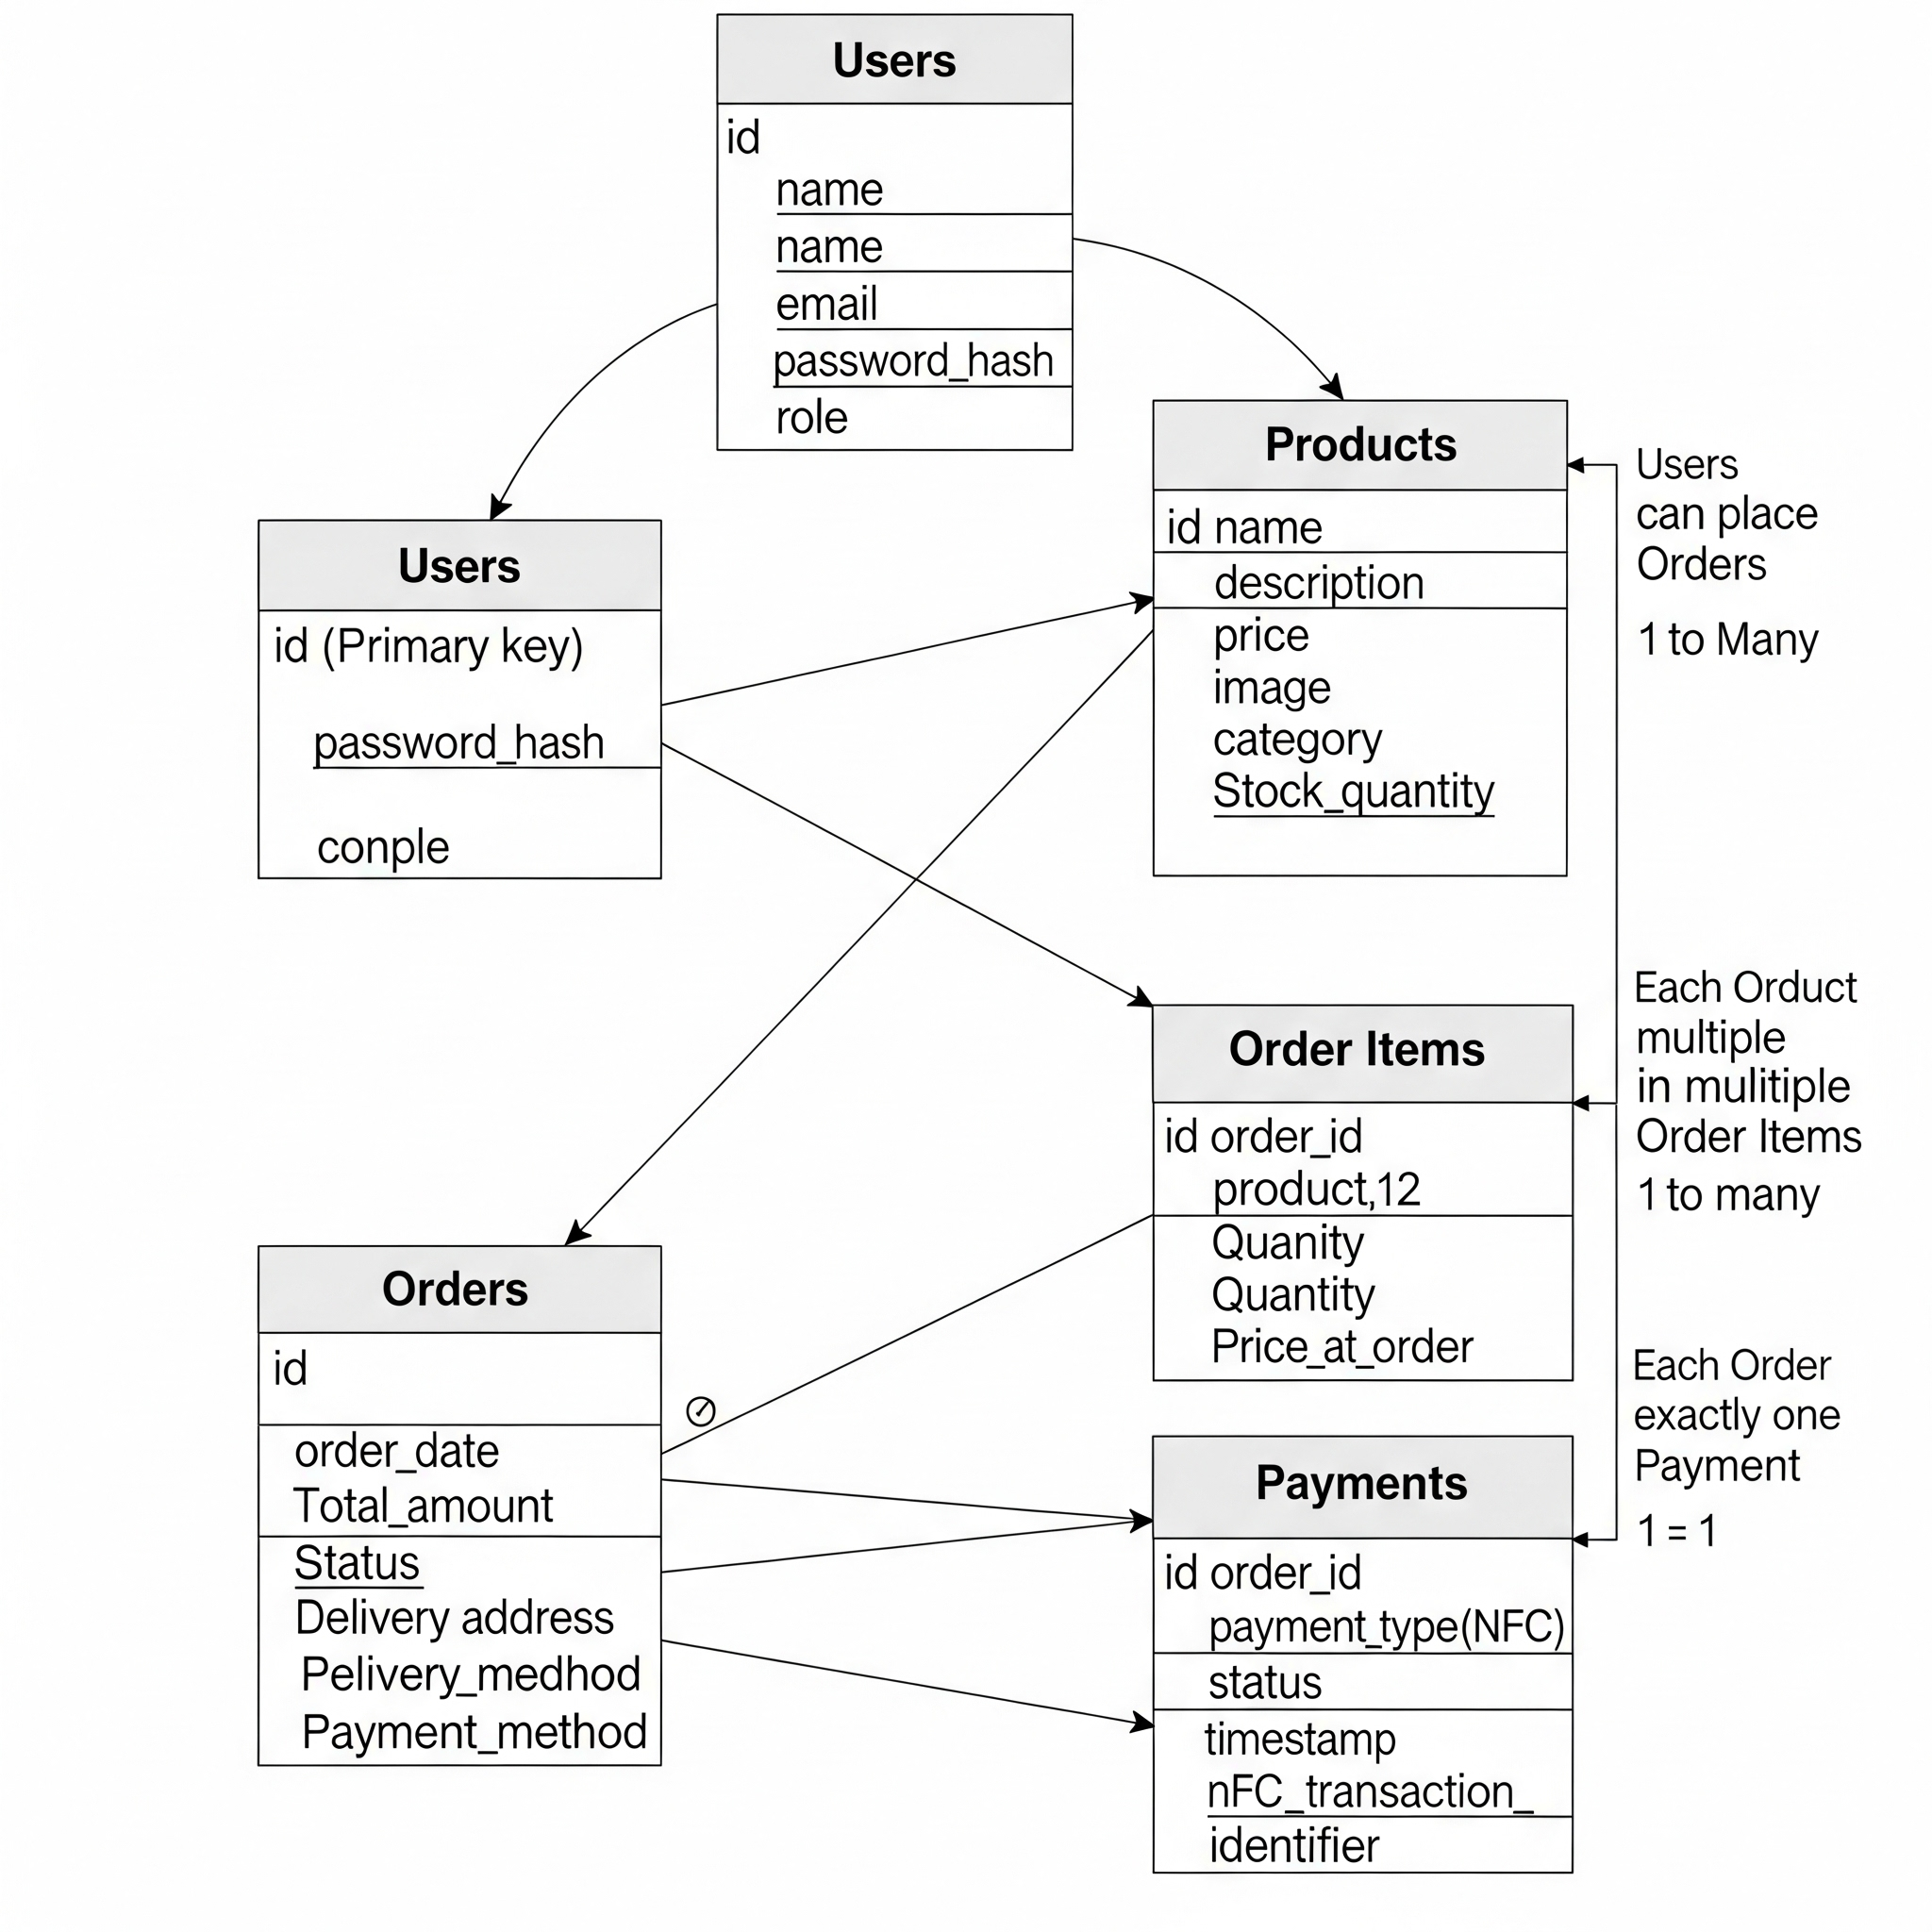 Users
id
name
name
email
password_hash
role
Users
id (Primary key)
password_hash
conple
Products
id name
description
price
image
category
Stock_quantity
Users
can place
Orders
1 to Many
Order Items
id order_id
product,12
Quanity
Quantity
Price_at_order
Each Orduct
multiple
in mulitiple
Order Items
1 to many
Orders
id
order_date
Total_amount
Status
Delivery address
Pelivery_medhod
Payment_method
Payments
id order_id
payment_type(NFC)
status
timestamp
nFC_transaction_
identifier
Each Order
exactly one
Payment
1 = 1